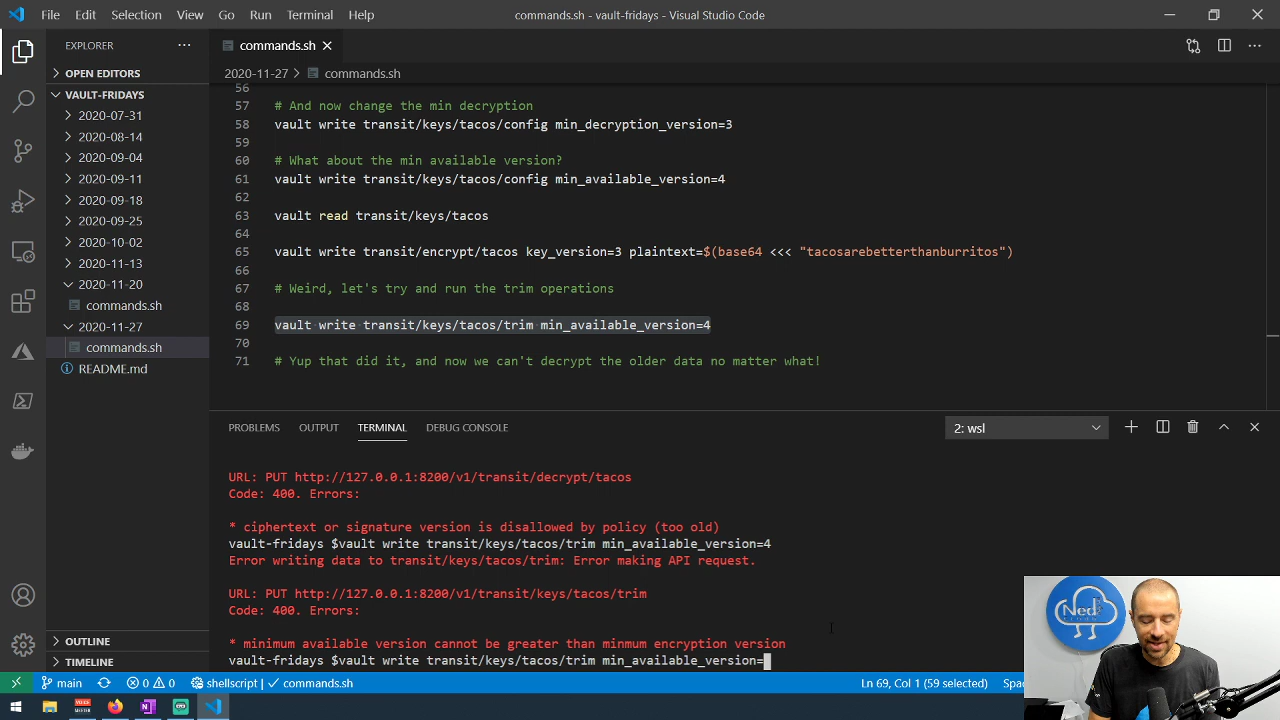 File Edit Selection View Go Run Terminal Help commands.sh - vault-fridays - Visual Studio Code
EXPLORER
OPEN EDITORS
VAULT-FRIDAYS
2020-07-31
2020-08-14
2020-09-04
2020-09-11
2020-09-18
2020-09-25
2020-10-02
2020-11-13
2020-11-20
commands.sh
2020-11-27
commands.sh
README.md
OUTLINE
TIMELINE
commands.sh
2020-11-27 > commands.sh
56
57 # And now change the min decryption
58 vault write transit/keys/tacos/config min_decryption_version=3
59
60 # What about the min available version?
61 vault write transit/keys/tacos/config min_available_version=4
62
63 vault read transit/keys/tacos
64
65 vault write transit/encrypt/tacos key_version=3 plaintext=$(base64 <<< "tacosarebetterthanburritos")
66
67 # Weird, let's try and run the trim operations
68
69 vault write transit/keys/tacos/trim min_available_version=4
70
71 # Yup that did it, and now we can't decrypt the older data no matter what!
PROBLEMS OUTPUT TERMINAL DEBUG CONSOLE 2: wsl
URL: PUT http://127.0.0.1:8200/v1/transit/decrypt/tacos
Code: 400. Errors:
* ciphertext or signature version is disallowed by policy (too old)
vault-fridays $vault write transit/keys/tacos/trim min_available_version=4
Error writing data to transit/keys/tacos/trim: Error making API request.
URL: PUT http://127.0.0.1:8200/v1/transit/keys/tacos/trim
Code: 400. Errors:
* minimum available version cannot be greater than minmum encryption version
vault-fridays $vault write transit/keys/tacos/trim min_available_version=
main 0 0 shellscript commands.sh Ln 69, Col 1 (59 selected)